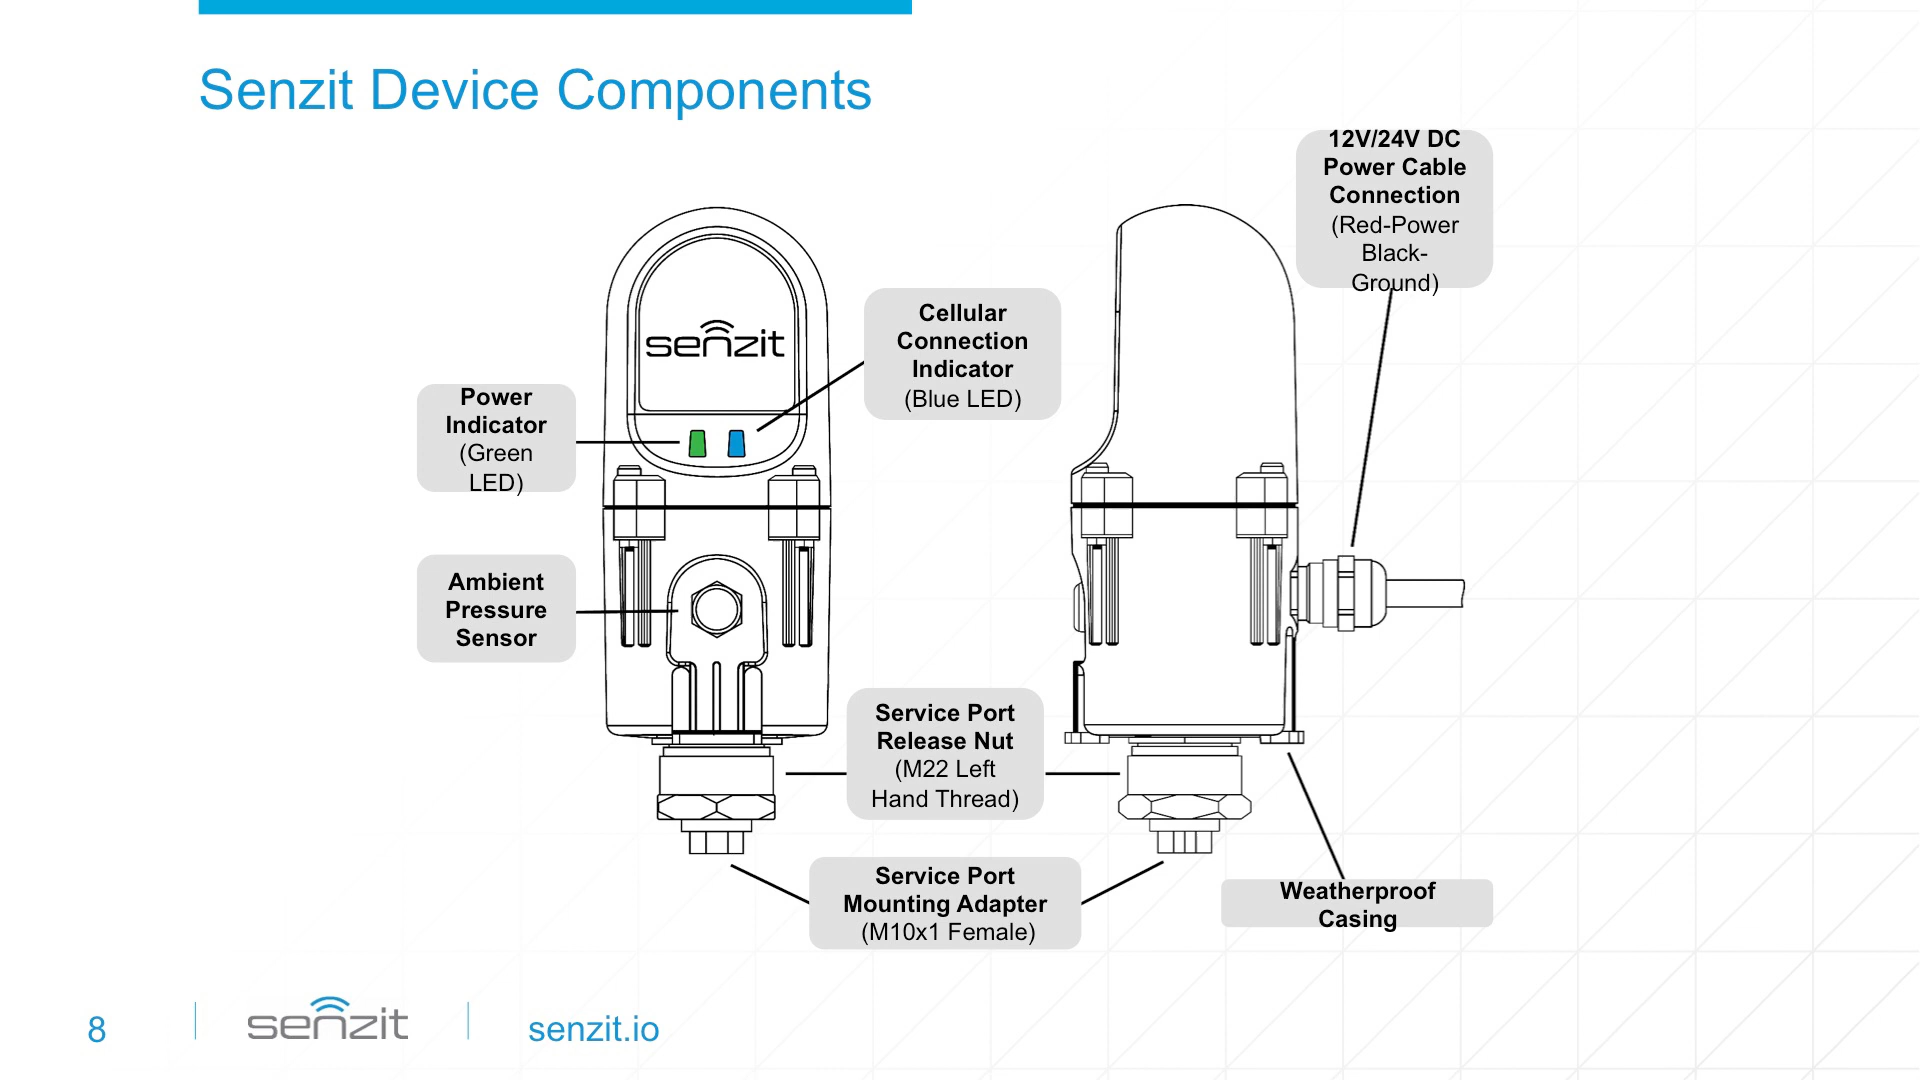 Senzit Device Components
12V/24V DC
Power Cable
Connection
(Red-Power
Black-
Ground)
Cellular
Connection
Indicator
(Blue LED)
senzit
Power
Indicator
(Green
LED)
Ambient
Pressure
Sensor
Service Port
Release Nut
(M22 Left
Hand Thread)
Service Port
Mounting Adapter
(M10x1 Female)
Weatherproof
Casing
8
senzit
senzit.io